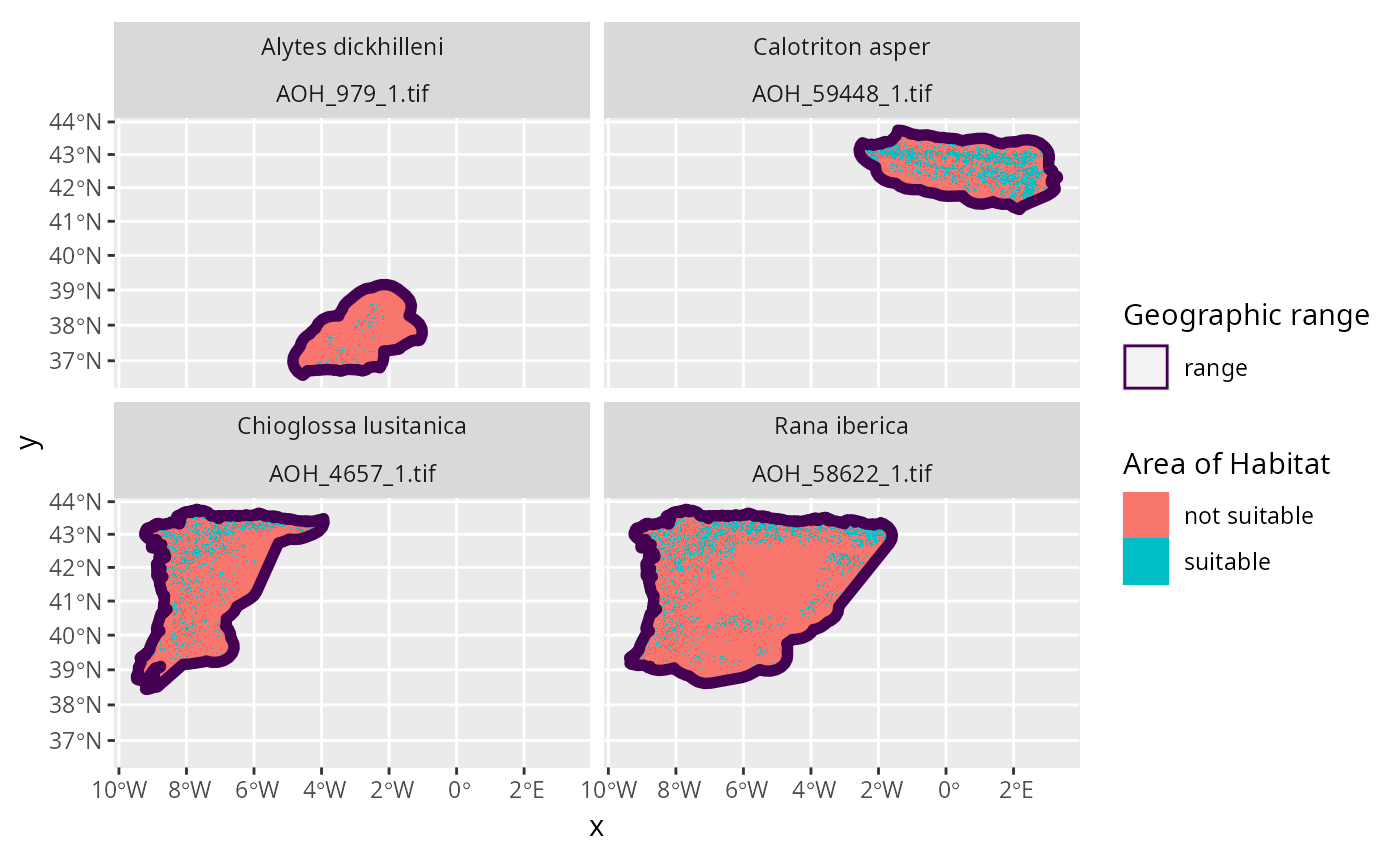 Alytes dickhilleni
AOH_979_1.tif
Calotriton asper
AOH_59448_1.tif
44°N
43°N
42°N
41°N
40°N
39°N
38°N
37°N
Chioglossa lusitanica
AOH_4657_1.tif
Rana iberica
AOH_58622_1.tif
44°N
43°N
42°N
41°N
40°N
39°N
38°N
37°N
10°W 8°W 6°W 4°W 2°W 0° 2°E
10°W 8°W 6°W 4°W 2°W 0° 2°E
x
y
Geographic range
range
Area of Habitat
not suitable
suitable